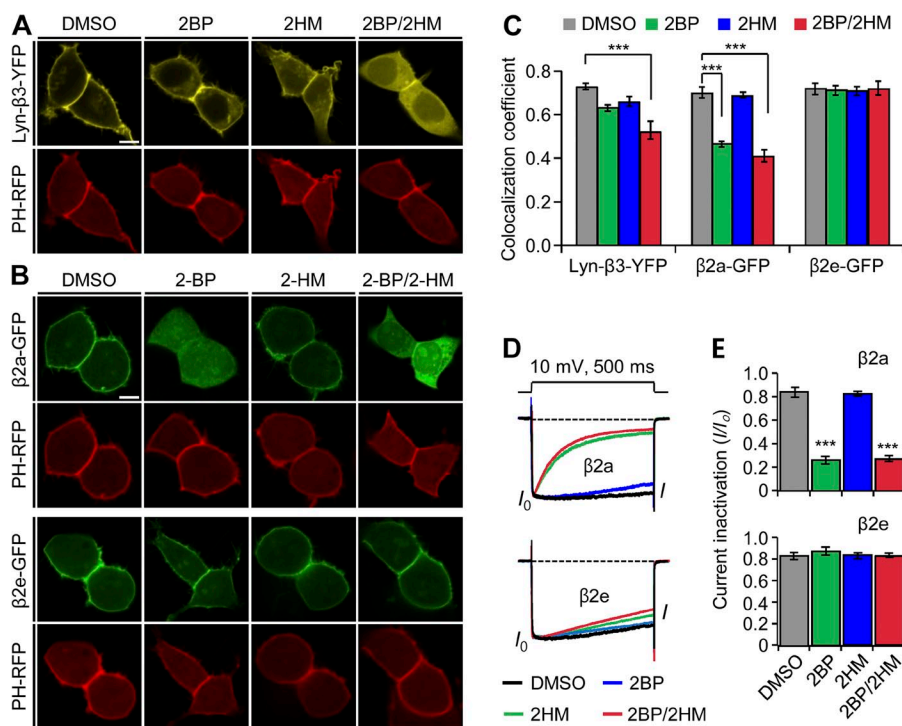 A
DMSO 2BP 2HM 2BP/2HM
Lyn-β3-YFP
PH-RFP
B
DMSO 2-BP 2-HM 2-BP/2-HM
β2a-GFP
PH-RFP
β2e-GFP
PH-RFP
C
DMSO 2BP 2HM 2BP/2HM
Colocalization coefficient
0.8
0.6
0.4
0.2
0.0
*** *** ***
Lyn-β3-YFP β2a-GFP β2e-GFP
D
10 mV, 500 ms
β2a
I0 I
β2e
I0 I
DMSO 2BP
2HM 2BP/2HM
E
β2a
Current inactivation (I/I0)
1.0
0.8
0.6
0.4
0.2
0
*** ***
β2e
1.0
0.8
0.6
0.4
0.2
0.0
DMSO 2BP 2HM 2BP/2HM